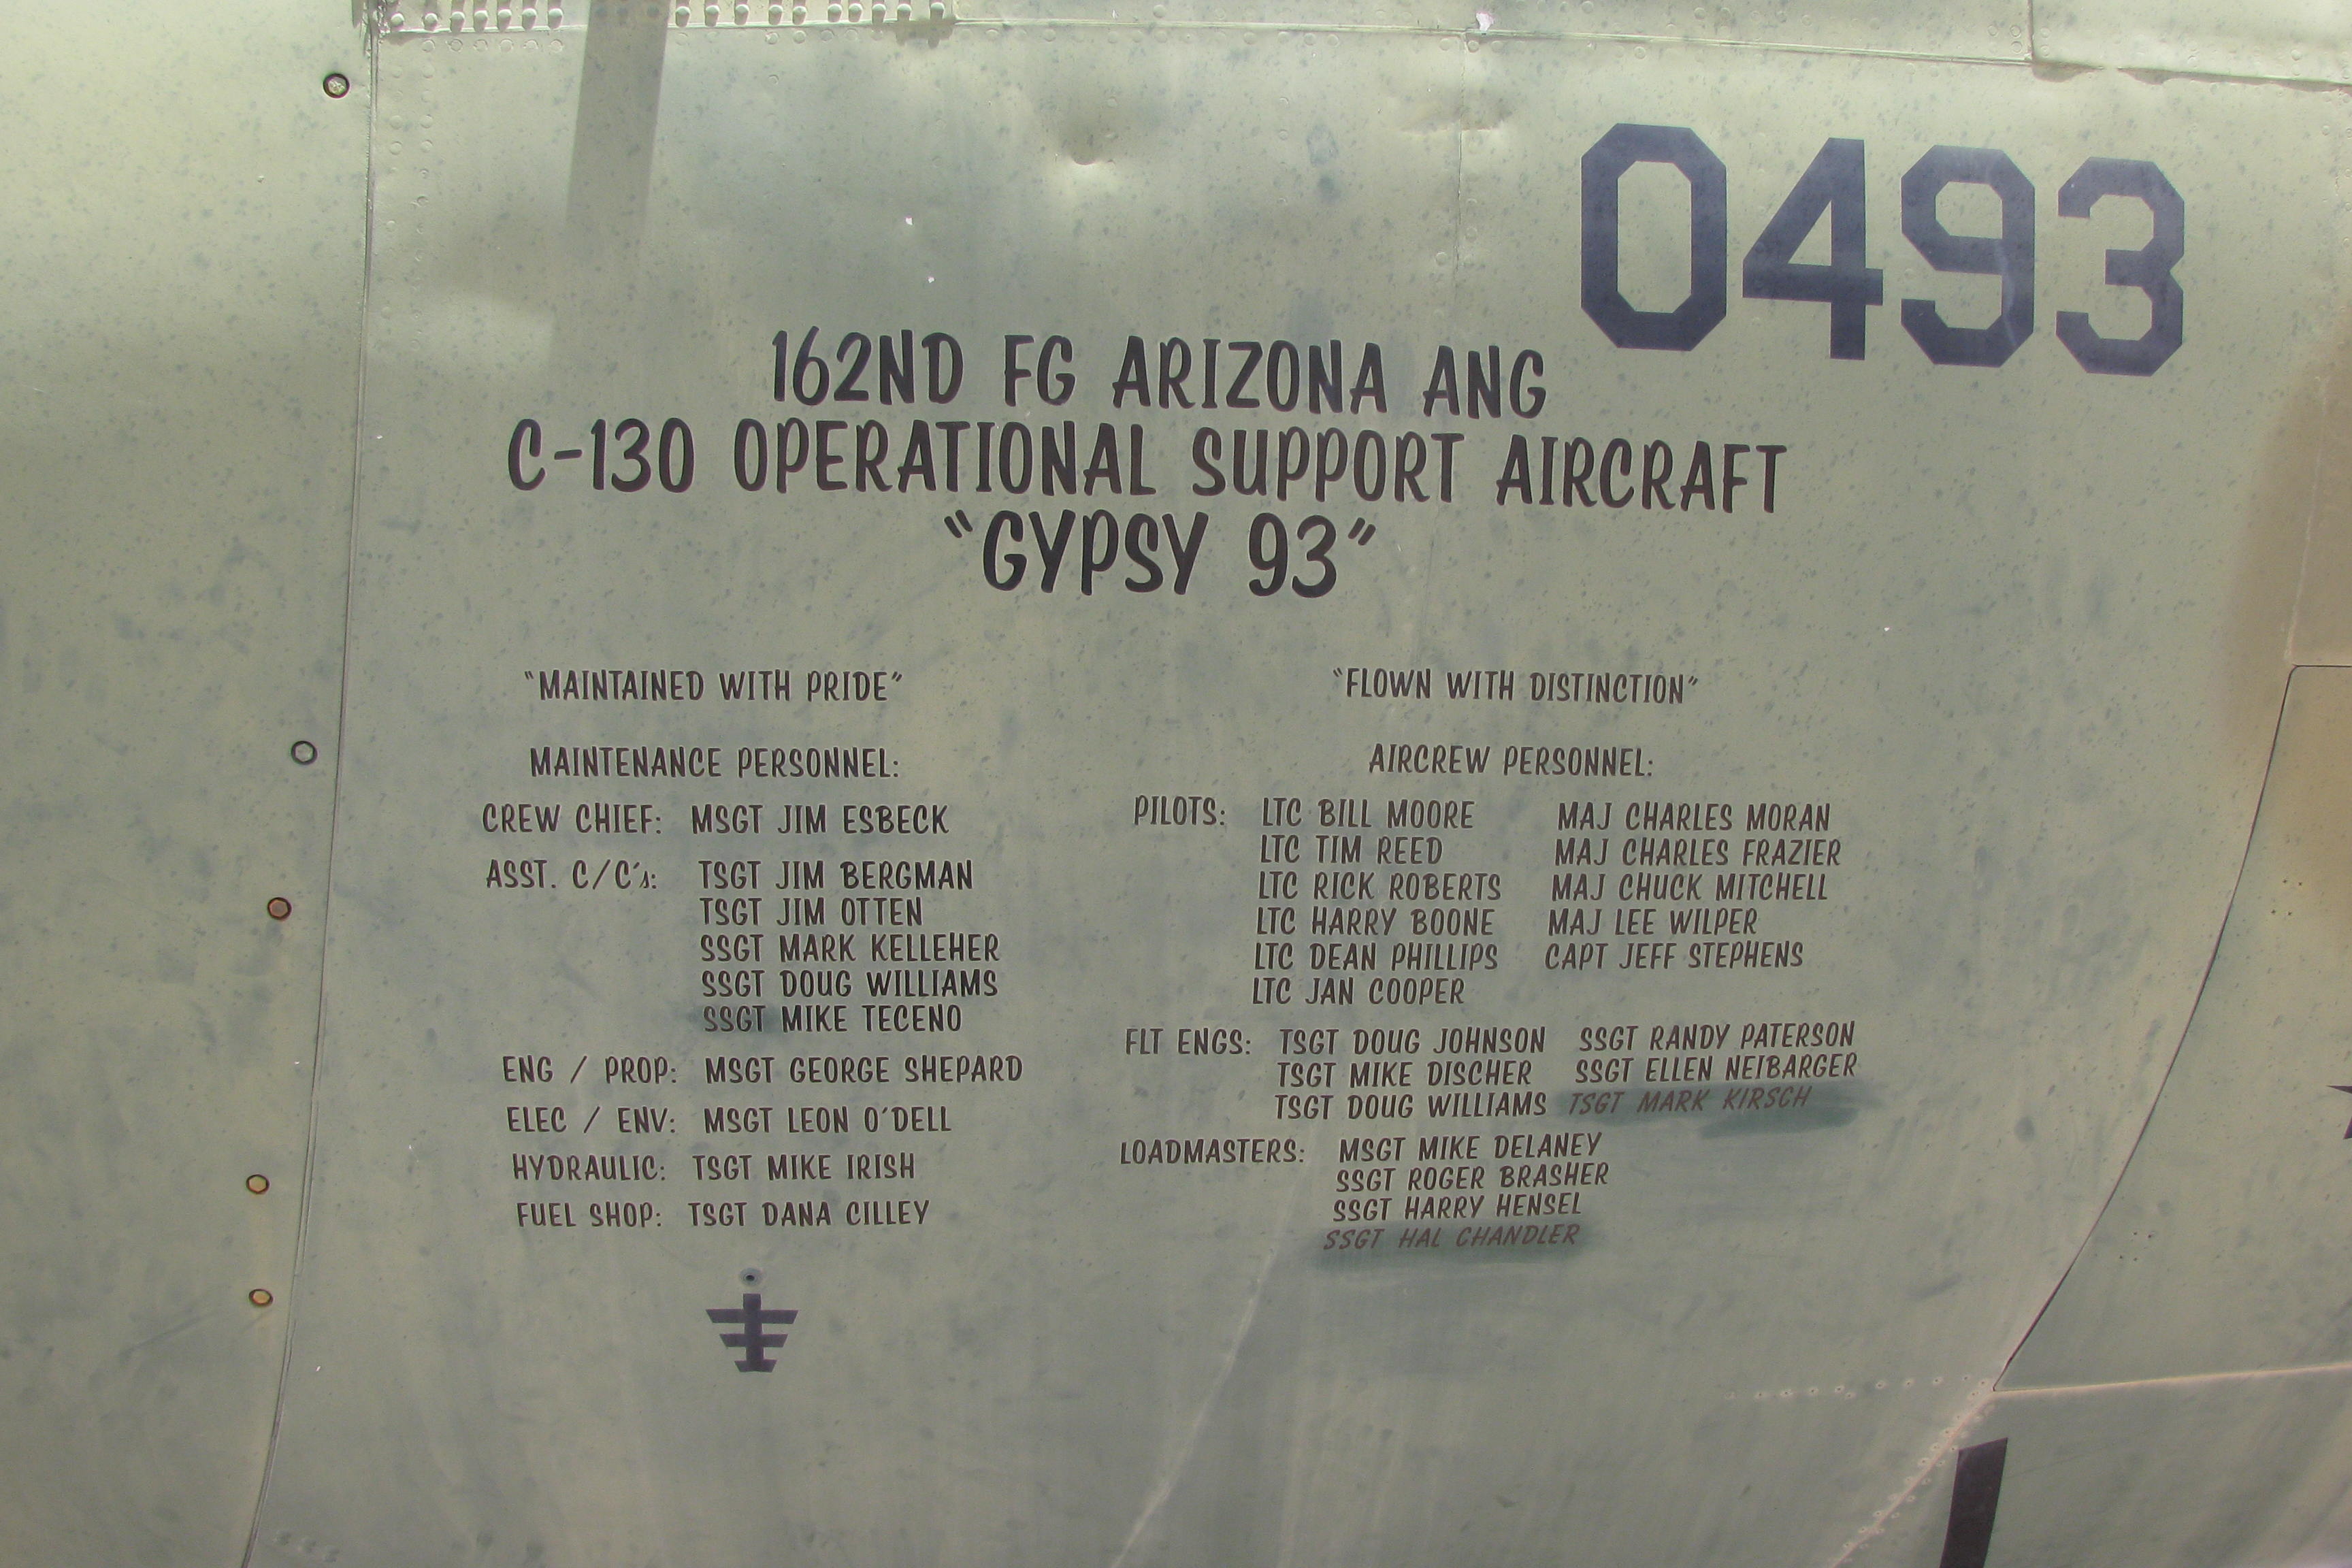 0493
162ND FG ARIZONA ANG
C-130 OPERATIONAL SUPPORT AIRCRAFT
"GYPSY 93"
"MAINTAINED WITH PRIDE"
MAINTENANCE PERSONNEL:
CREW CHIEF: MSGT JIM ESBECK
ASST. C/C's: TSGT JIM BERGMAN
TSGT JIM OTTEN
SSGT MARK KELLEHER
SSGT DOUG WILLIAMS
SSGT MIKE TECENO
ENG / PROP: MSGT GEORGE SHEPARD
ELEC / ENV: MSGT LEON O'DELL
HYDRAULIC: TSGT MIKE IRISH
FUEL SHOP: TSGT DANA CILLEY
"FLOWN WITH DISTINCTION"
AIRCREW PERSONNEL:
PILOTS: LTC BILL MOORE MAJ CHARLES MORAN
LTC TIM REED MAJ CHARLES FRAZIER
LTC RICK ROBERTS MAJ CHUCK MITCHELL
LTC HARRY BOONE MAJ LEE WILPER
LTC DEAN PHILLIPS CAPT JEFF STEPHENS
LTC JAN COOPER
FLT ENGS: TSGT DOUG JOHNSON SSGT RANDY PATERSON
TSGT MIKE DISCHER SSGT ELLEN NEIBARGER
TSGT DOUG WILLIAMS TSGT MARK KIRSCH
LOADMASTERS: MSGT MIKE DELANEY
SSGT ROGER BRASHER
SSGT HARRY HENSEL
SSGT HAL CHANDLER